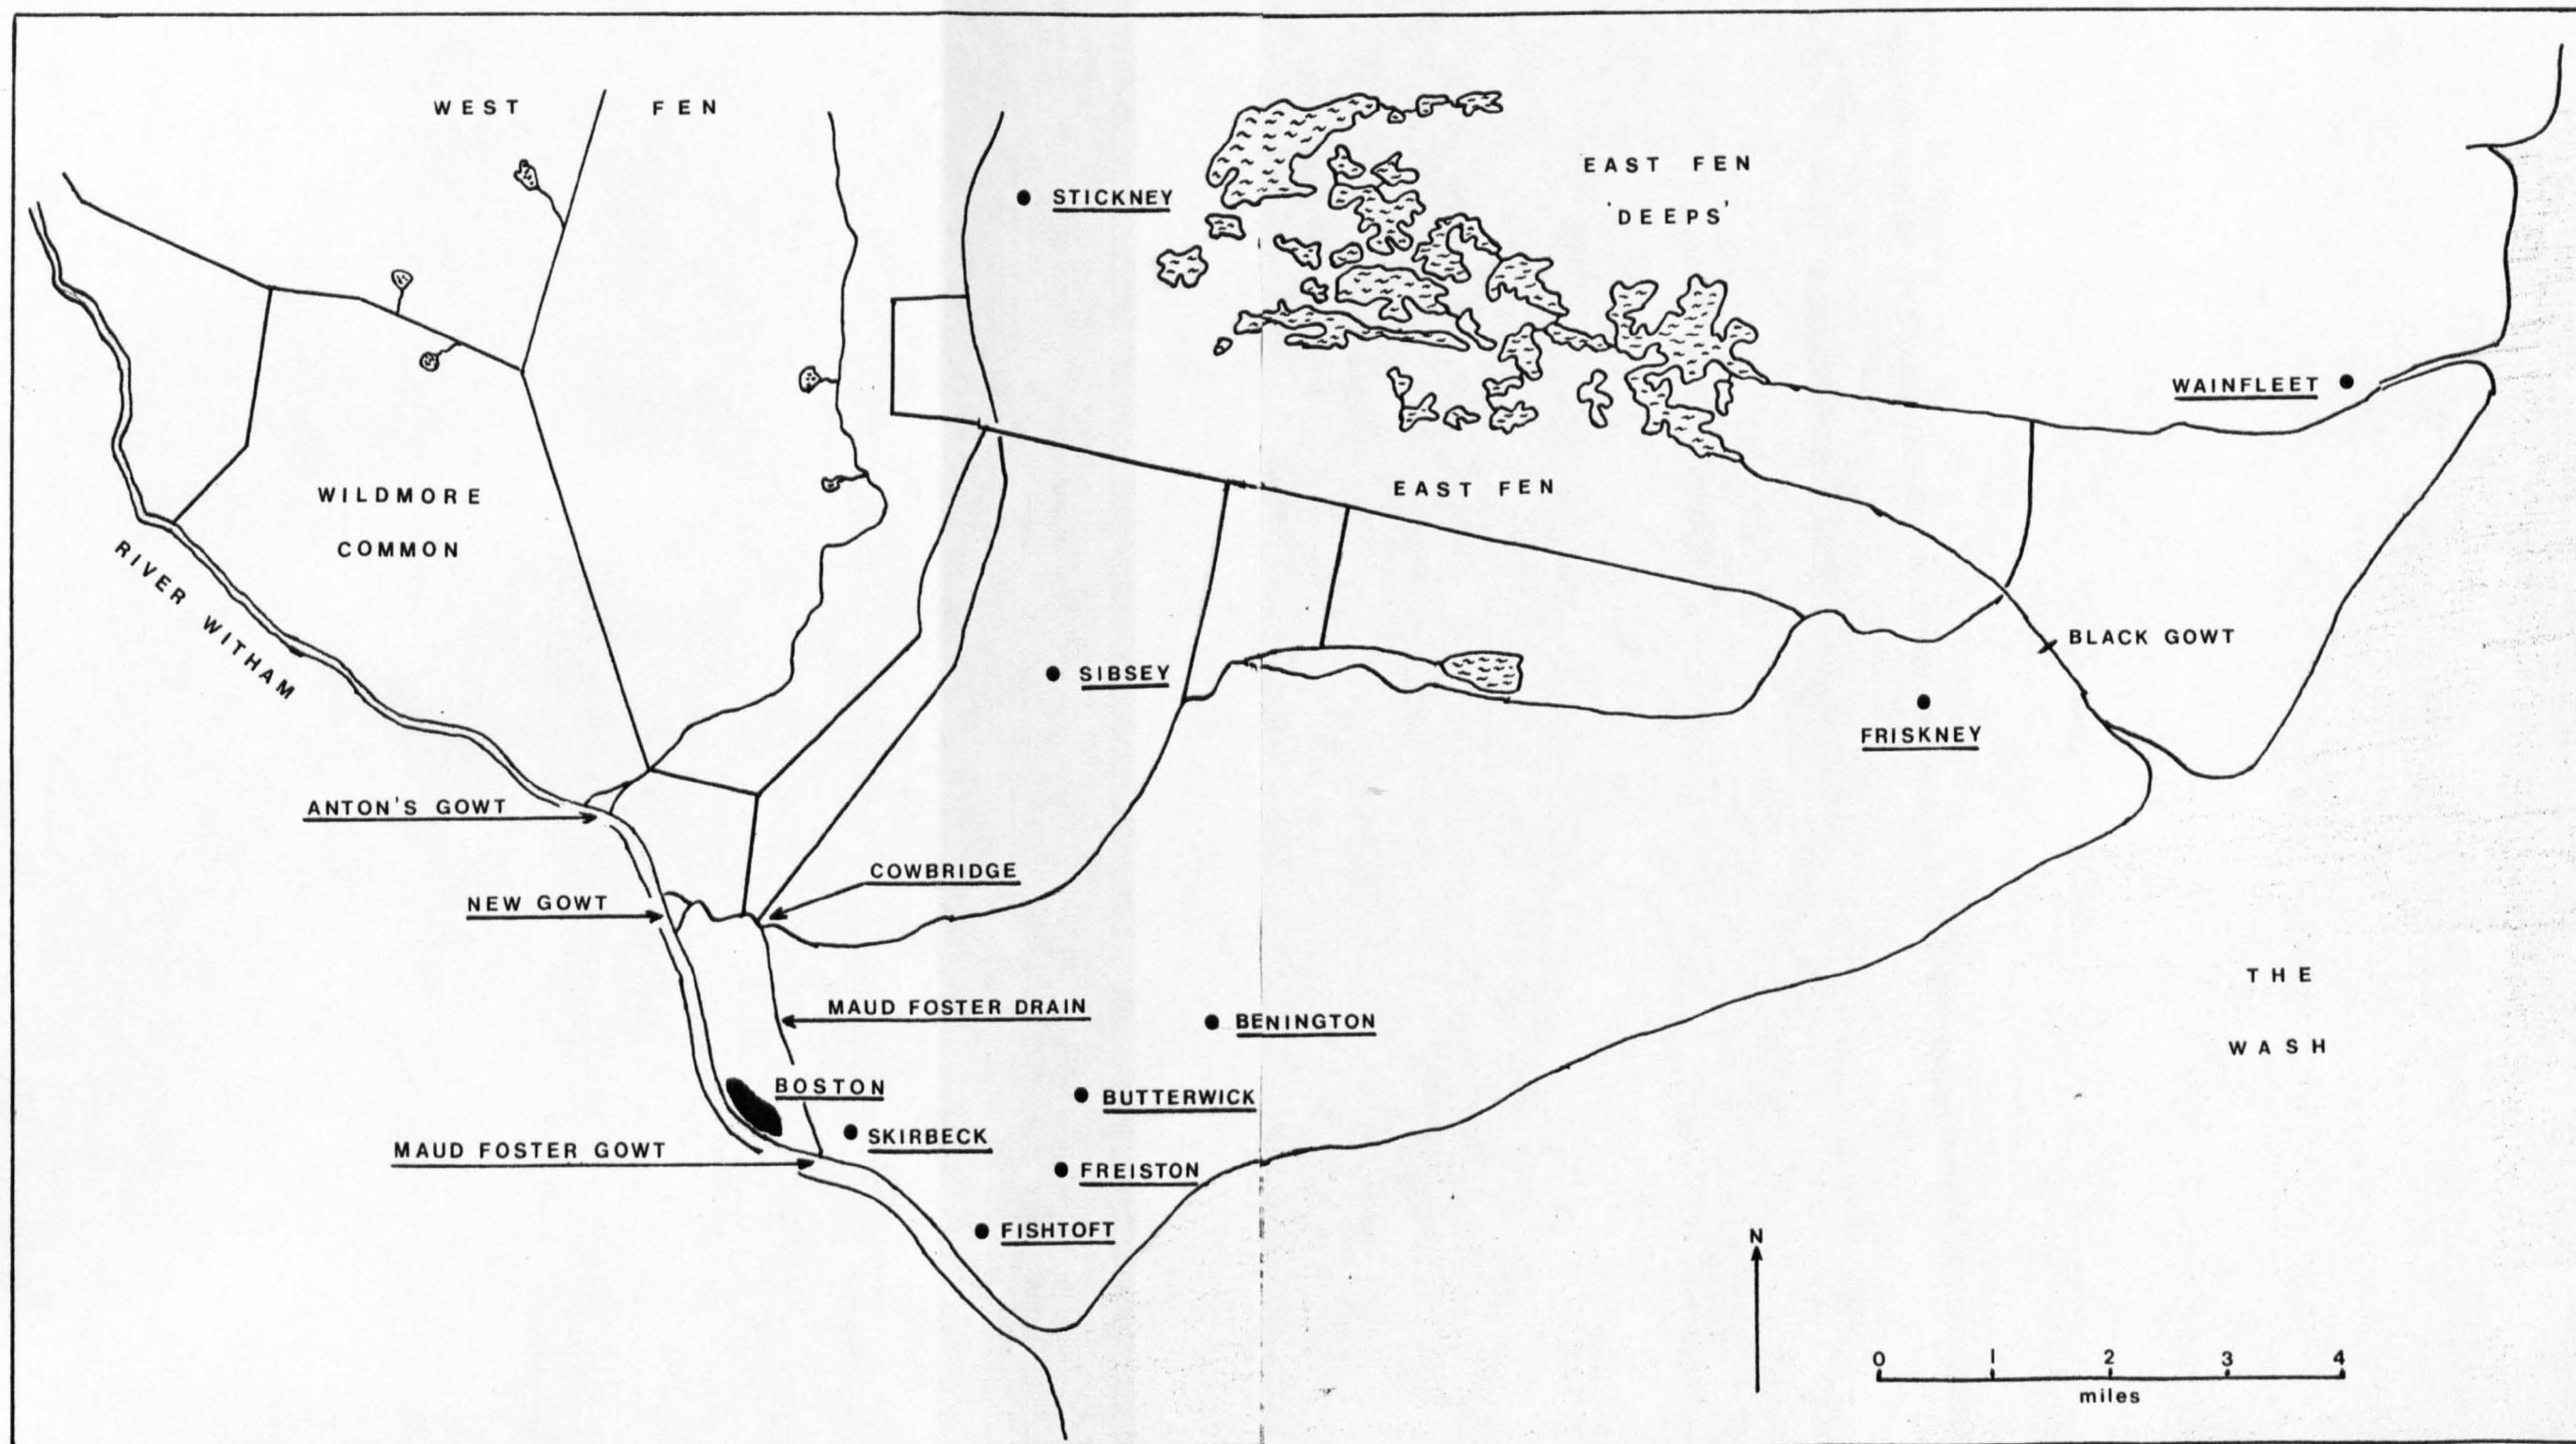 WEST FEN
EAST FEN
'DEEPS'
STICKNEY
WAINFLEET
WILDMORE
COMMON
EAST FEN
RIVER WITHAM
BLACK GOWT
SIBSEY
FRISKNEY
ANTON'S GOWT
COWBRIDGE
NEW GOWT
THE
WASH
MAUD FOSTER DRAIN
BENINGTON
BOSTON
BUTTERWICK
SKIRBECK
MAUD FOSTER GOWT
FREISTON
FISHTOFT
N
0 1 2 3 4
miles